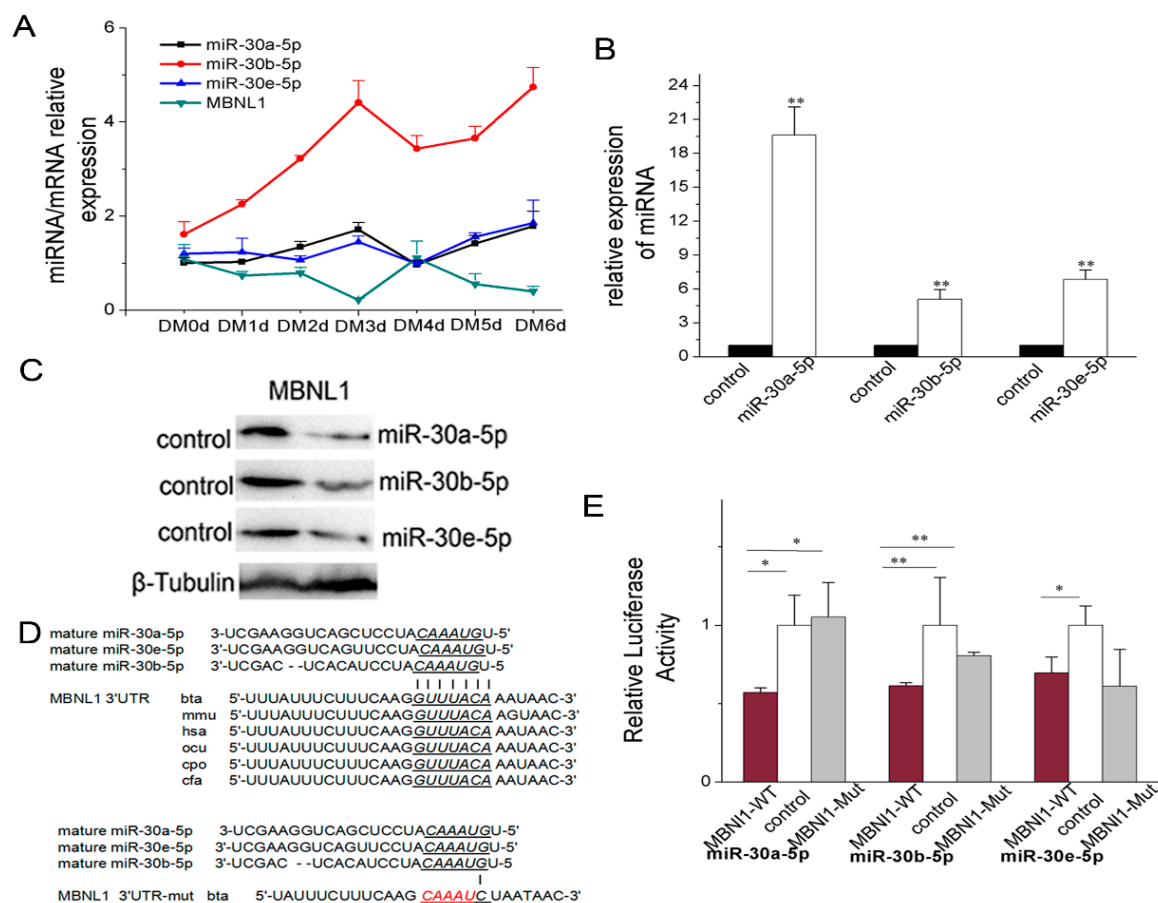 A
miRNA/mRNA relative
expression
6
4
2
0
miR-30a-5p
miR-30b-5p
miR-30e-5p
MBNL1
DM0d DM1d DM2d DM3d DM4d DM5d DM6d
B
relative expression
of miRNA
24
21
18
15
12
9
6
3
0
**
**
**
control miR-30a-5p control miR-30b-5p control miR-30e-5p
C
MBNL1
control miR-30a-5p
control miR-30b-5p
control miR-30e-5p
β-Tubulin
D
mature miR-30a-5p 3-UCGAAGGUCAGCUCCUACAAAUGU-5'
mature miR-30e-5p 3'-UCGAAGGUCAGUUCCUACAAAUGU-5'
mature miR-30b-5p 3'-UCGAC --UCACAUCCUACAAAUGU-5
MBNL1 3'UTR bta 5'-UUUAUUUCUUUCAAGGUUUACA AAUAAC-3'
mmu 5'-UUUAUUUCUUUCAAGGUUUACA AGUAAC-3'
hsa 5'-UUUAUUUCUUUCAAGGUUUACA AAUAAC-3'
ocu 5'-UUUAUUUCUUUCAAGGUUUACA AAUAAC-3'
cpo 5'-UUUAUUUCUUUCAAGGUUUACA AAUAAC-3'
cfa 5'-UUUAUUUCUUUCAAGGUUUACA AAUAAC-3'
mature miR-30a-5p 3-UCGAAGGUCAGCUCCUACAAAUGU-5'
mature miR-30e-5p 3'-UCGAAGGUCAGUUCCUACAAAUGU-5'
mature miR-30b-5p 3'-UCGAC --UCACAUCCUACAAAUGU-5
MBNL1 3'UTR-mut bta 5'-UAUUUCUUUCAAG CAAAUC UAAUAAC-3'
E
Relative Luciferase
Activity
1
0
* *
** **
*
MBNl1-WT control MBNl1-Mut MBNl1-WT control MBNl1-Mut MBNl1-WT control MBNl1-Mut
miR-30a-5p miR-30b-5p miR-30e-5p